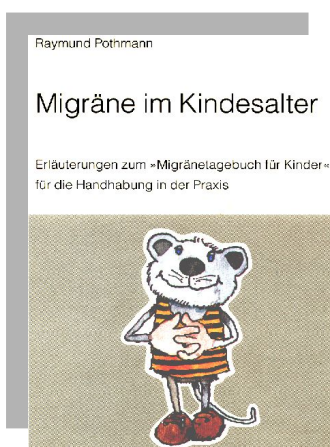 Raymund Pothmann
Migräne im Kindesalter
Erläuterungen zum »Migränetagebuch für Kinder«
für die Handhabung in der Praxis